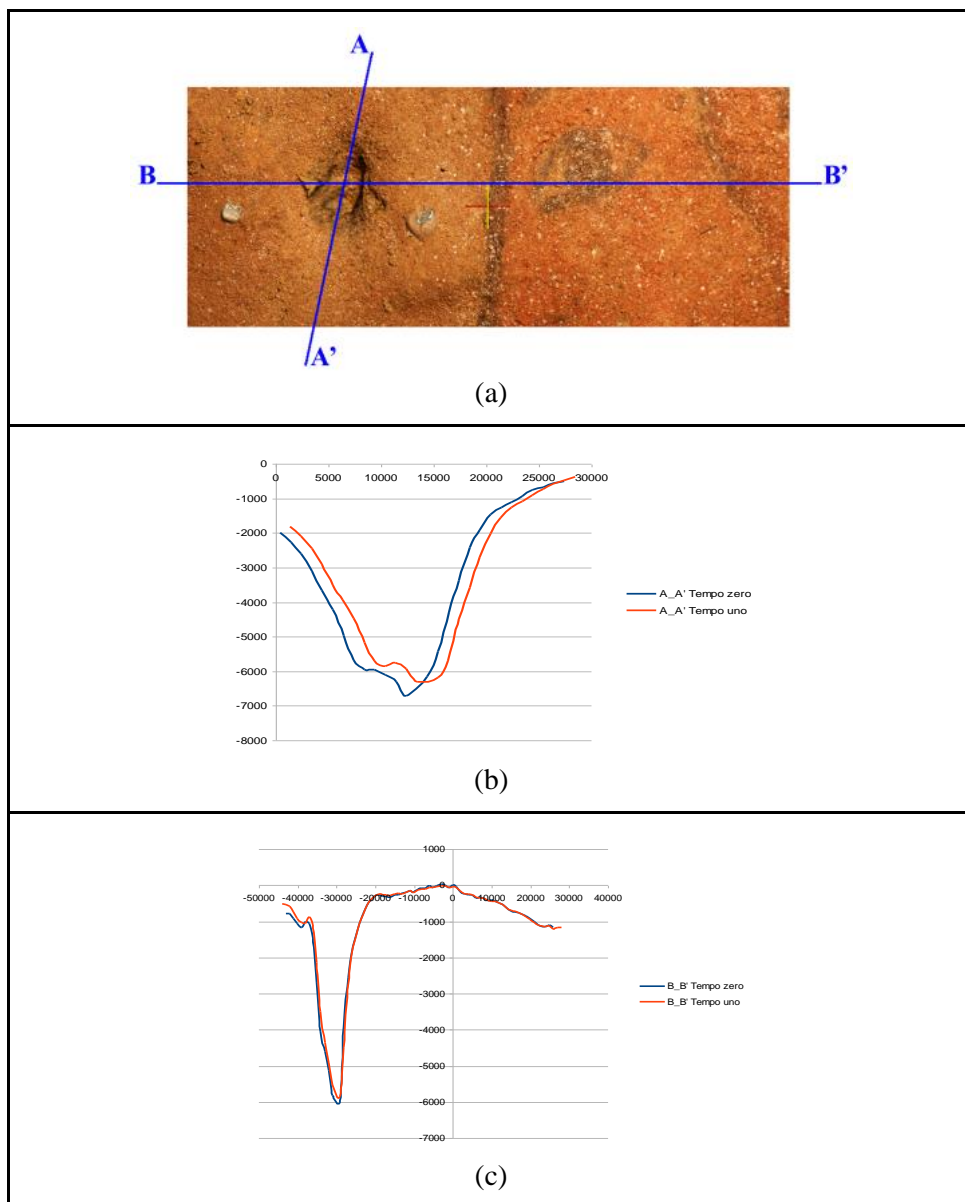 A
B B'
A'
(a)
0
0 5000 10000 15000 20000 25000 30000
-1000
-2000
-3000
-4000
-5000
-6000
-7000
-8000
A_A' Tempo zero
A_A' Tempo uno
(b)
1000
0
-50000 -40000 -30000 -20000 -10000 0 10000 20000 30000 40000
-1000
-2000
-3000
-4000
-5000
-6000
-7000
B_B' Tempo zero
B_B' Tempo uno
(c)